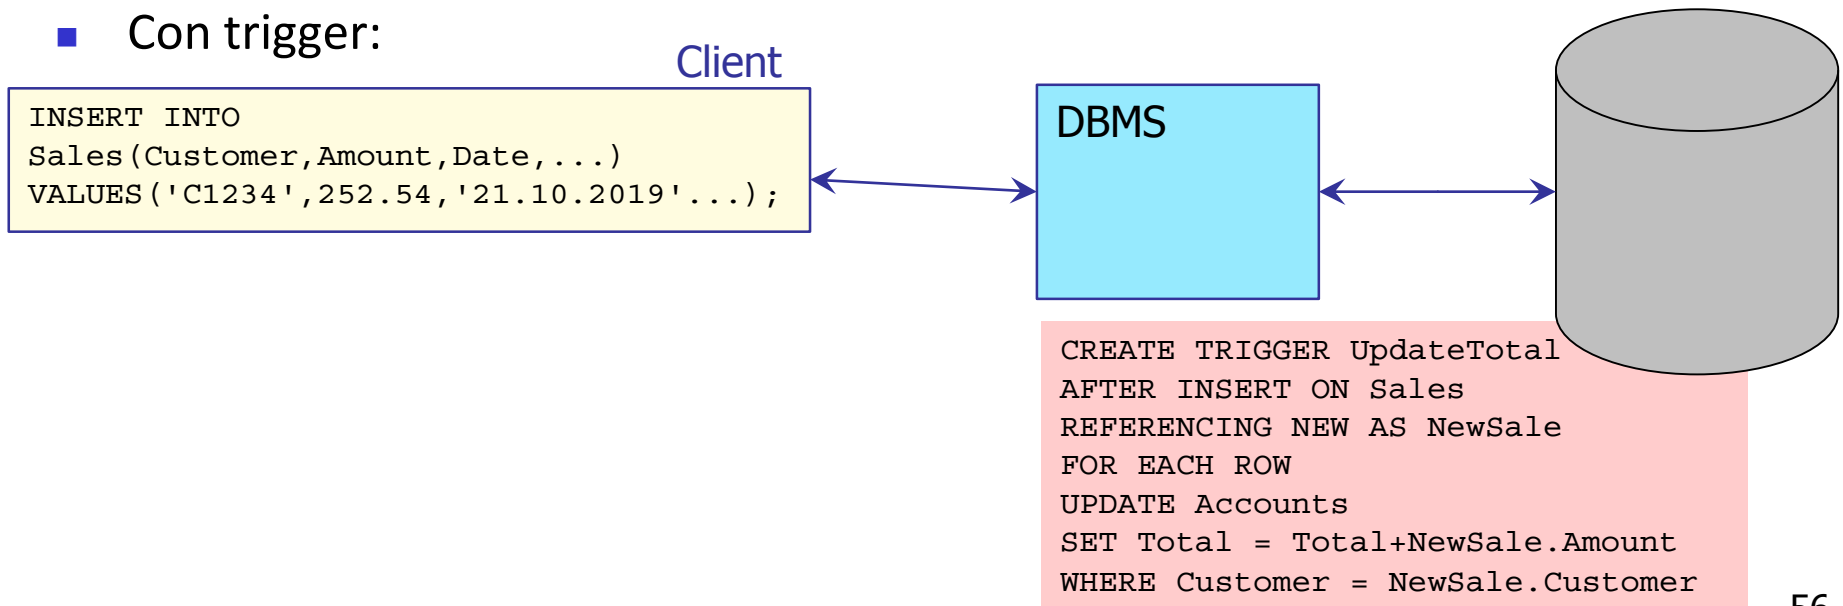 Con trigger:
Client
INSERT INTO
Sales(Customer,Amount,Date,...)
VALUES('C1234',252.54,'21.10.2019'...);
DBMS
CREATE TRIGGER UpdateTotal
AFTER INSERT ON Sales
REFERENCING NEW AS NewSale
FOR EACH ROW
UPDATE Accounts
SET Total = Total+NewSale.Amount
WHERE Customer = NewSale.Customer
56